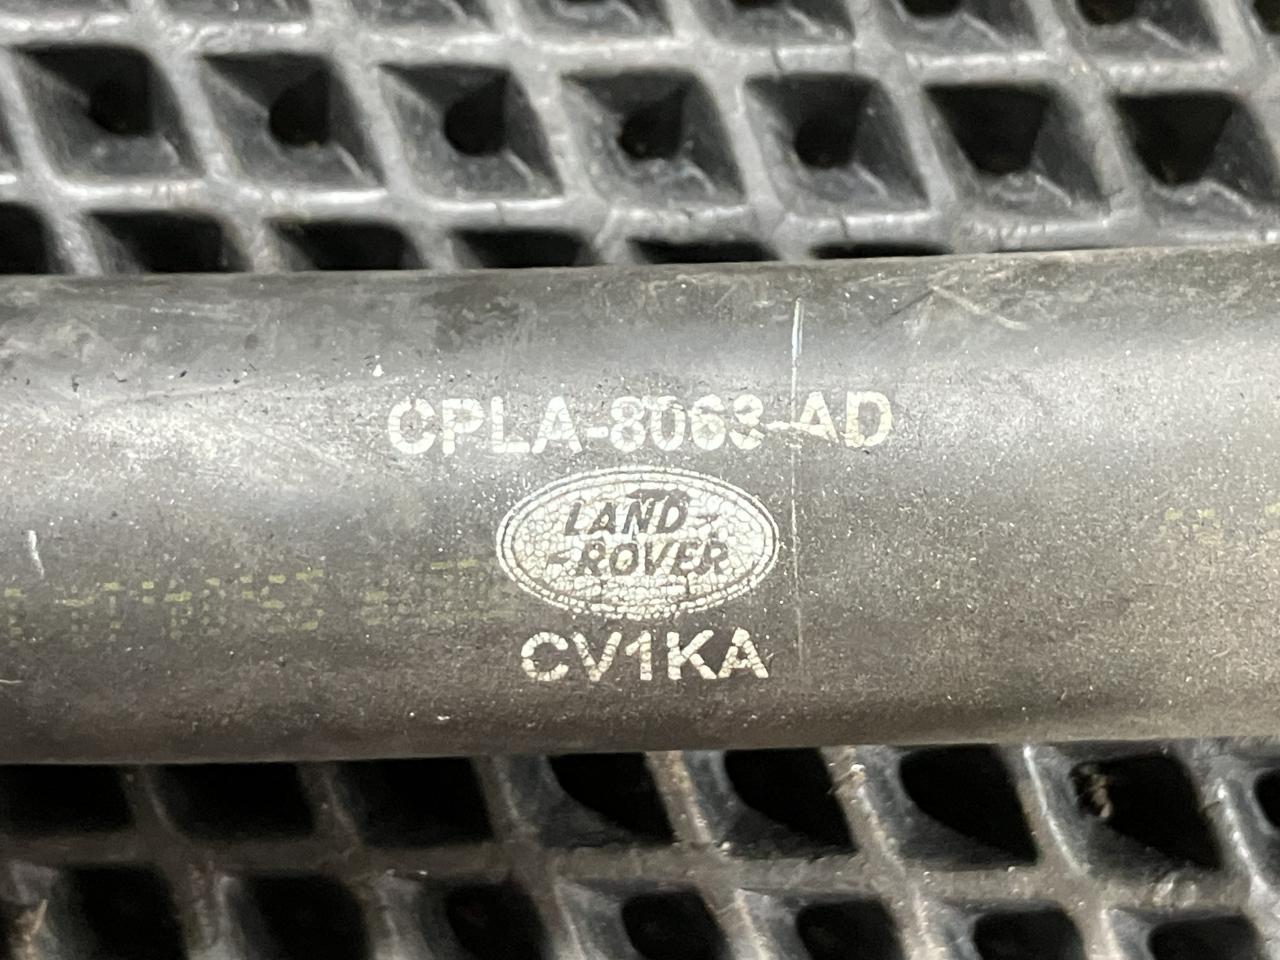 CPLA-8063-AD
LAND-
-ROVER
CV1KA